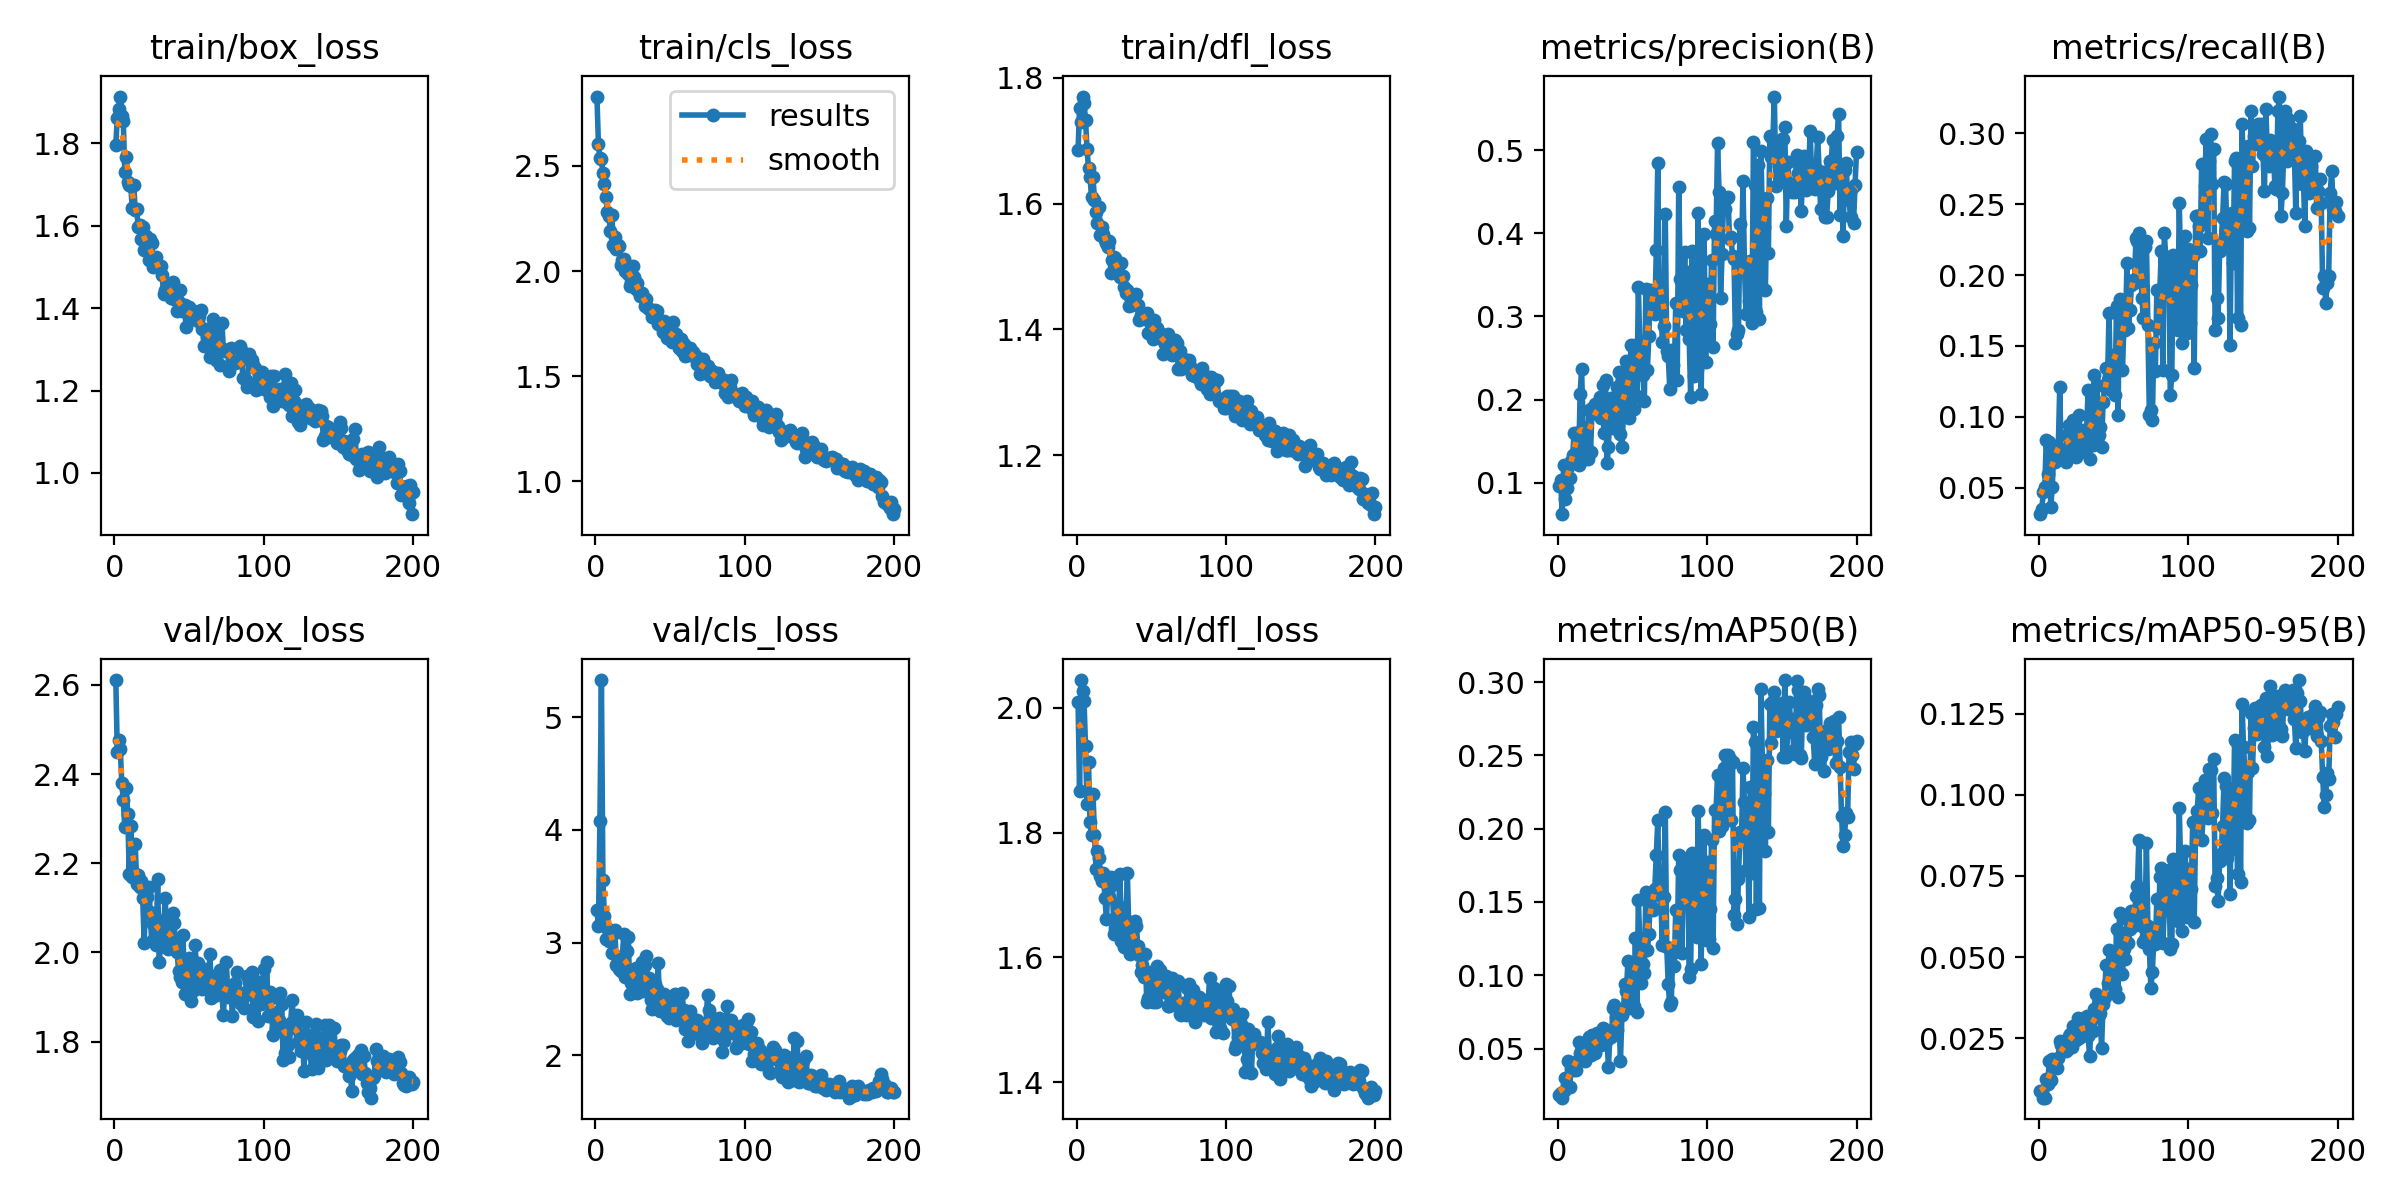 train/box_loss
1.8
1.6
1.4
1.2
1.0
0 100 200
train/cls_loss
results
smooth
2.5
2.0
1.5
1.0
0 100 200
train/dfl_loss
1.8
1.6
1.4
1.2
0 100 200
metrics/precision(B)
0.5
0.4
0.3
0.2
0.1
0 100 200
metrics/recall(B)
0.30
0.25
0.20
0.15
0.10
0.05
0 100 200
val/box_loss
2.6
2.4
2.2
2.0
1.8
0 100 200
val/cls_loss
5
4
3
2
0 100 200
val/dfl_loss
2.0
1.8
1.6
1.4
0 100 200
metrics/mAP50(B)
0.30
0.25
0.20
0.15
0.10
0.05
0 100 200
metrics/mAP50-95(B)
0.125
0.100
0.075
0.050
0.025
0 100 200